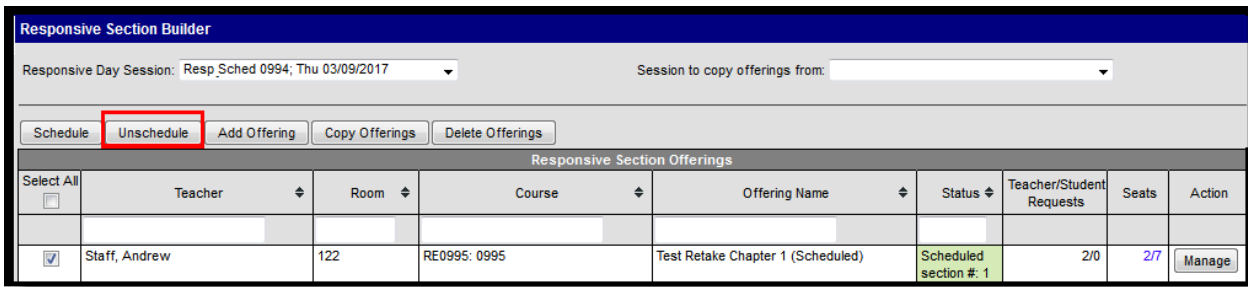 Responsive Section Builder
Responsive Day Session: Resp Sched 0994; Thu 03/09/2017 Session to copy offerings from:
Schedule Unschedule Add Offering Copy Offerings Delete Offerings
Responsive Section Offerings
Select All Teacher Room Course Offering Name Status Teacher/Student Requests Seats Action
Staff, Andrew 122 RE0995: 0995 Test Retake Chapter 1 (Scheduled) Scheduled section #: 1 2/0 2/7 Manage